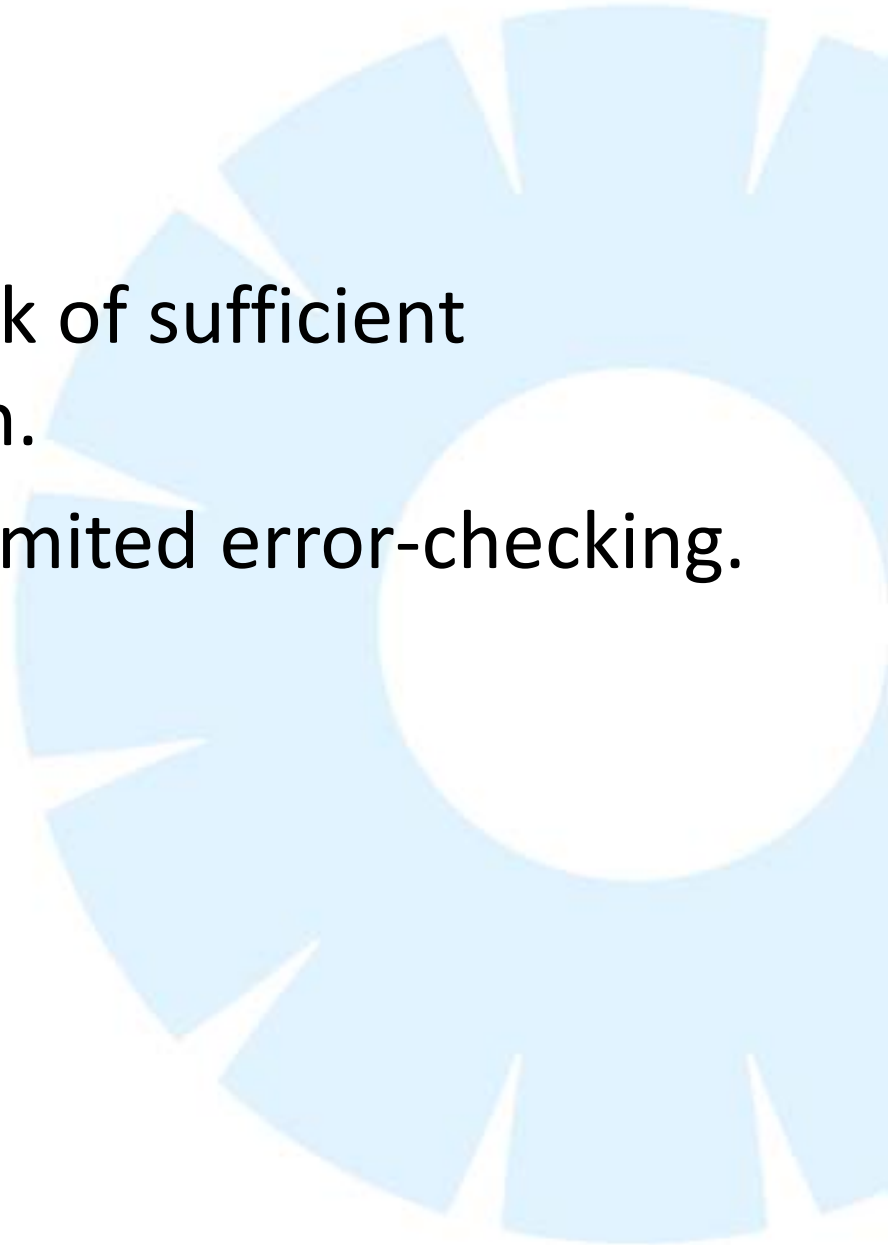 k of sufficient
n.
mited error-checking.